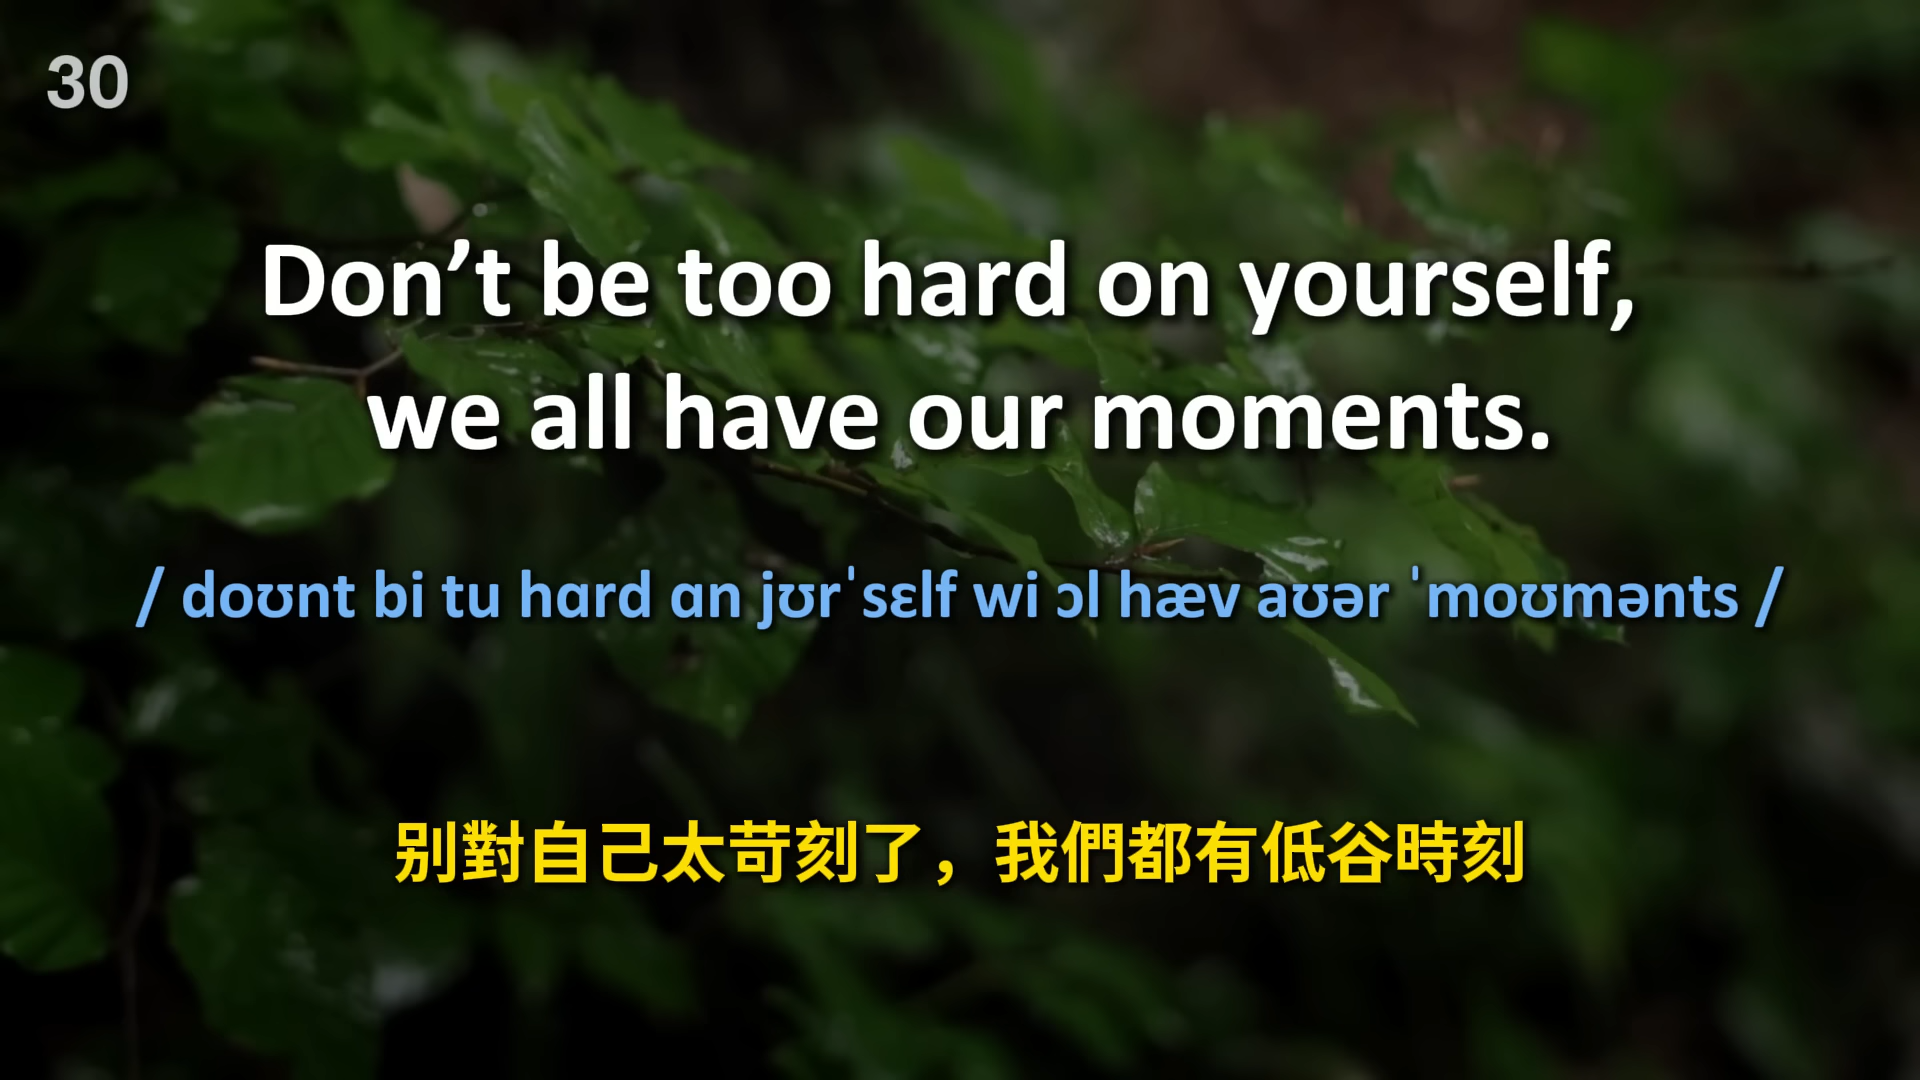 30
Don’t be too hard on yourself,
we all have our moments.
/ doʊnt bi tu hɑrd ɑn jʊrˈsɛlf wi ɔl hæv aʊər ˈmoʊmənts /
别對自己太苛刻了，我們都有低谷時刻